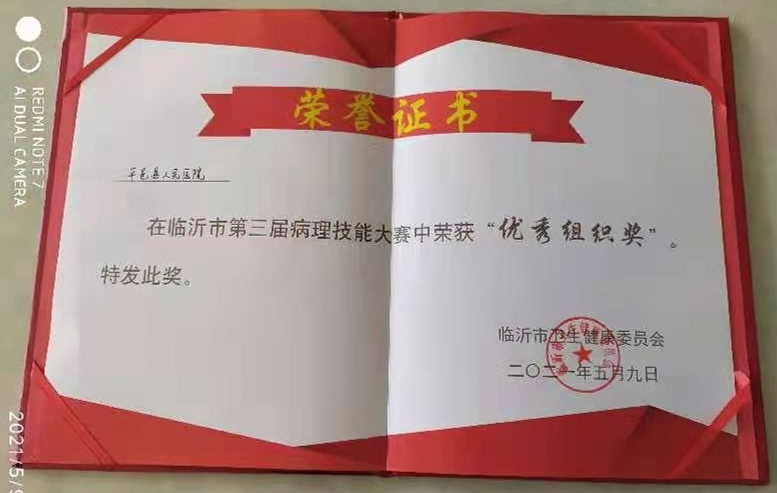 荣誉证书
平邑县人民医院
在临沂市第三届病理技能大赛中荣获“优秀组织奖”。
特发此奖。
临沂市卫生健康委员会
二〇二一年五月九日
REDMI NOTE 7
AI DUAL CAMERA
2021/5/9